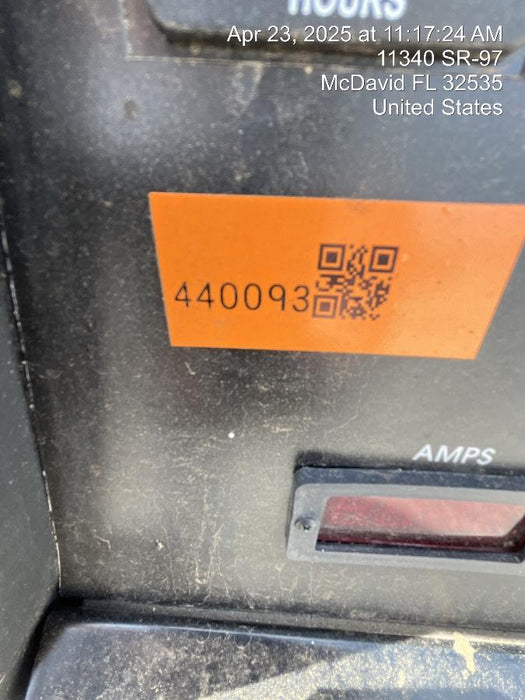 HOURS
Apr 23, 2025 at 11:17:24 AM
11340 SR-97
McDavid FL 32535
United States
440093
AMPS